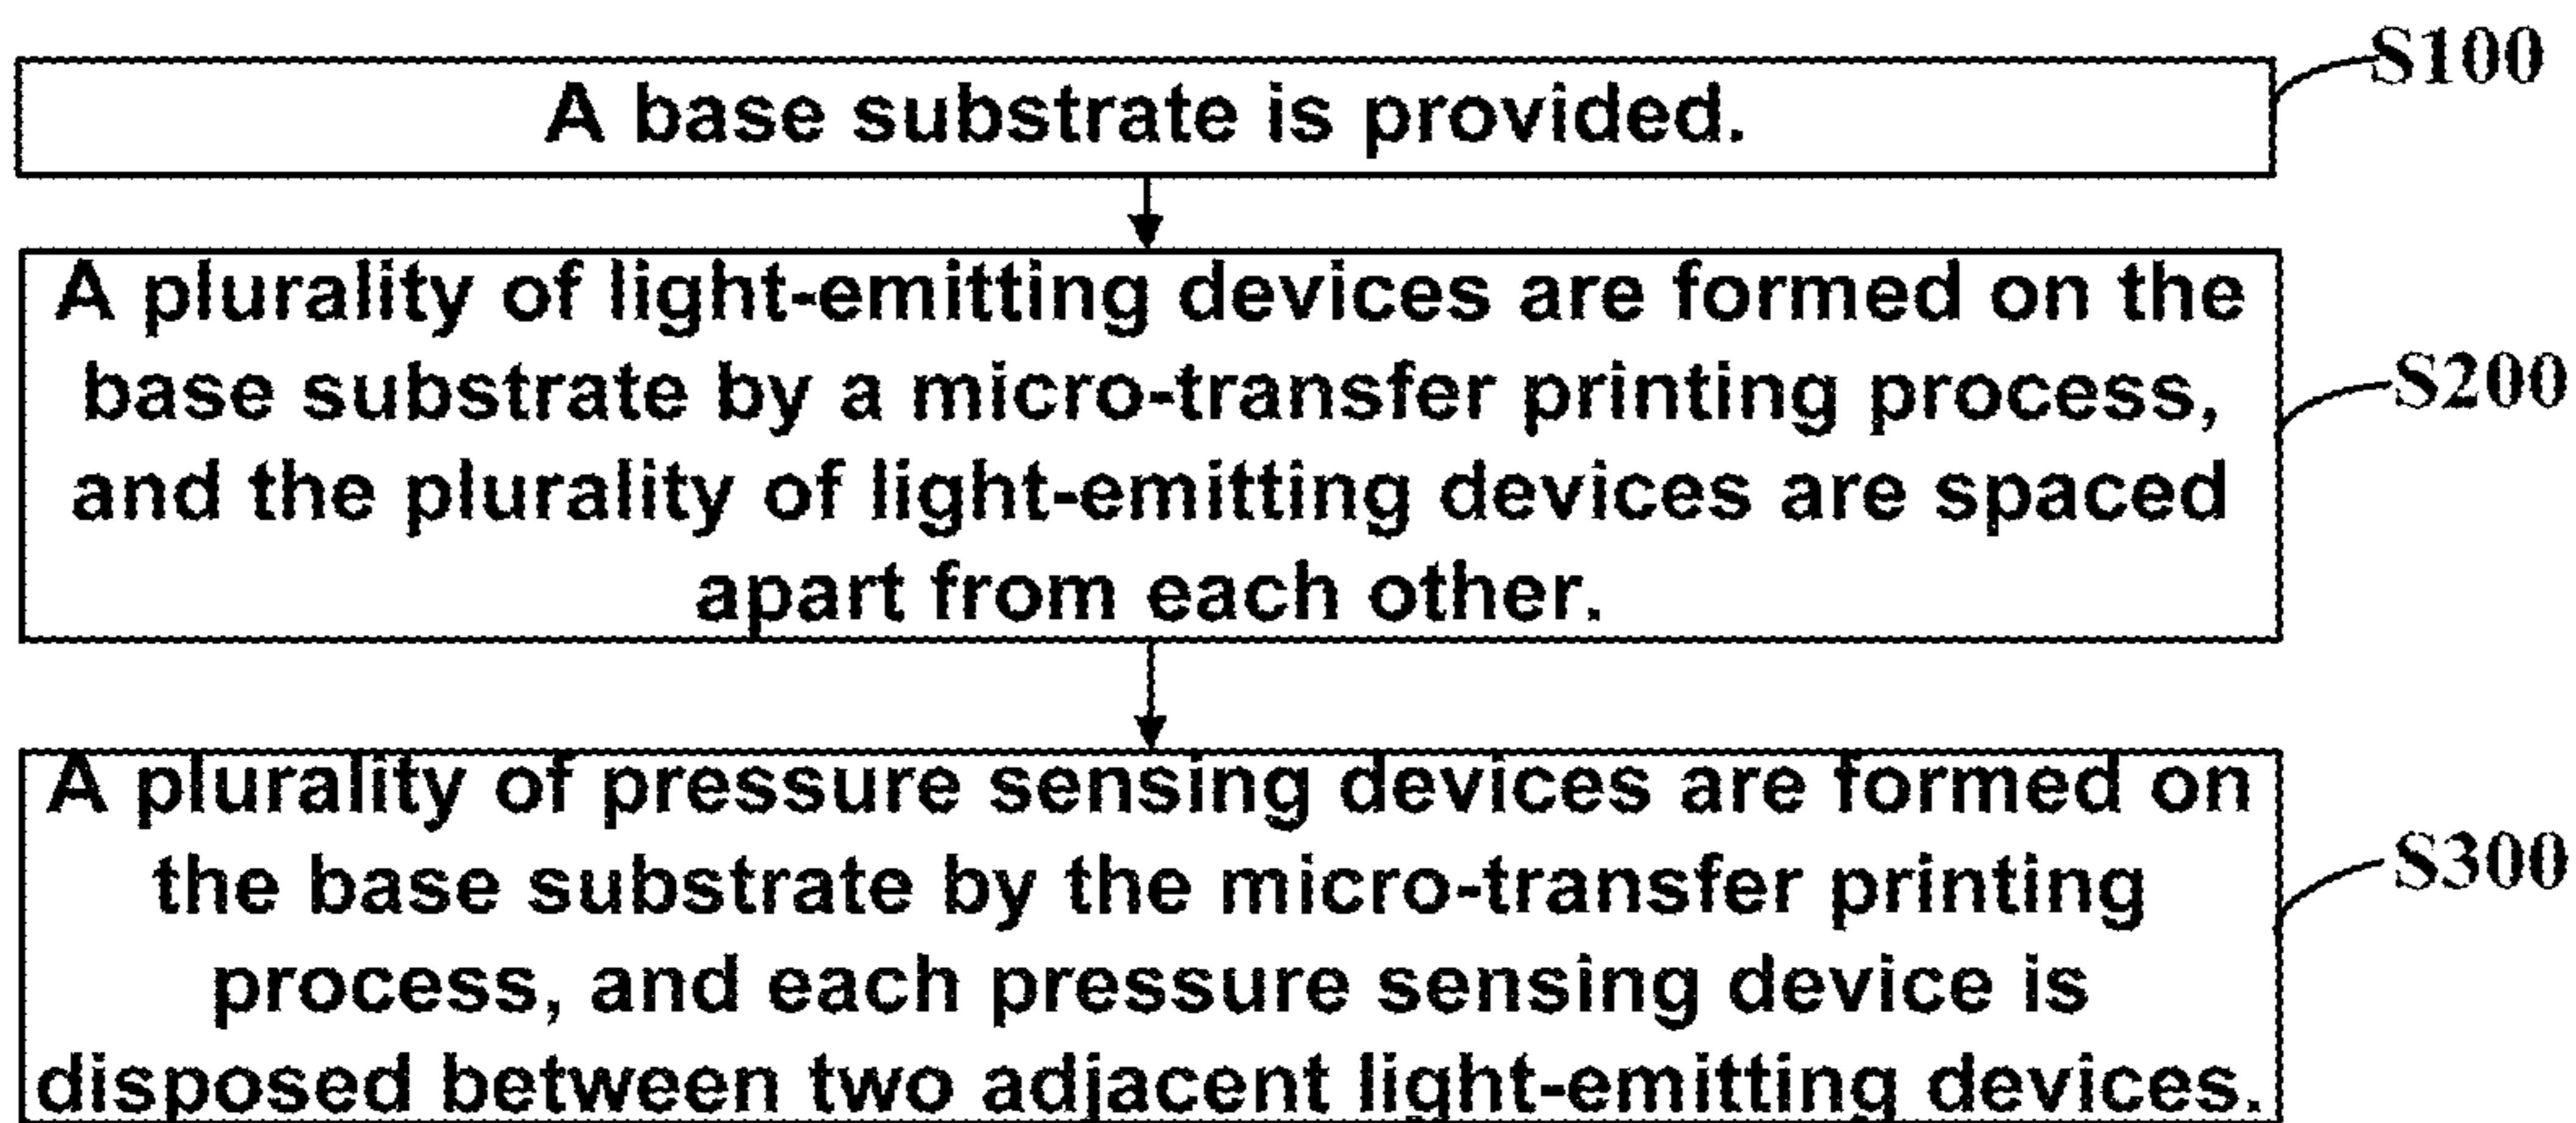 S100
A base substrate is provided.
A plurality of light-emitting devices are formed on the
base substrate by a micro-transfer printing process,
S200
and the plurality of light-emitting devices are spaced
apart from each other.
A plurality of pressure sensing devices are formed on
the base substrate by the micro-transfer printing
S300
process, and each pressure sensing device is
disposed between two adjacent light-emitting devices.